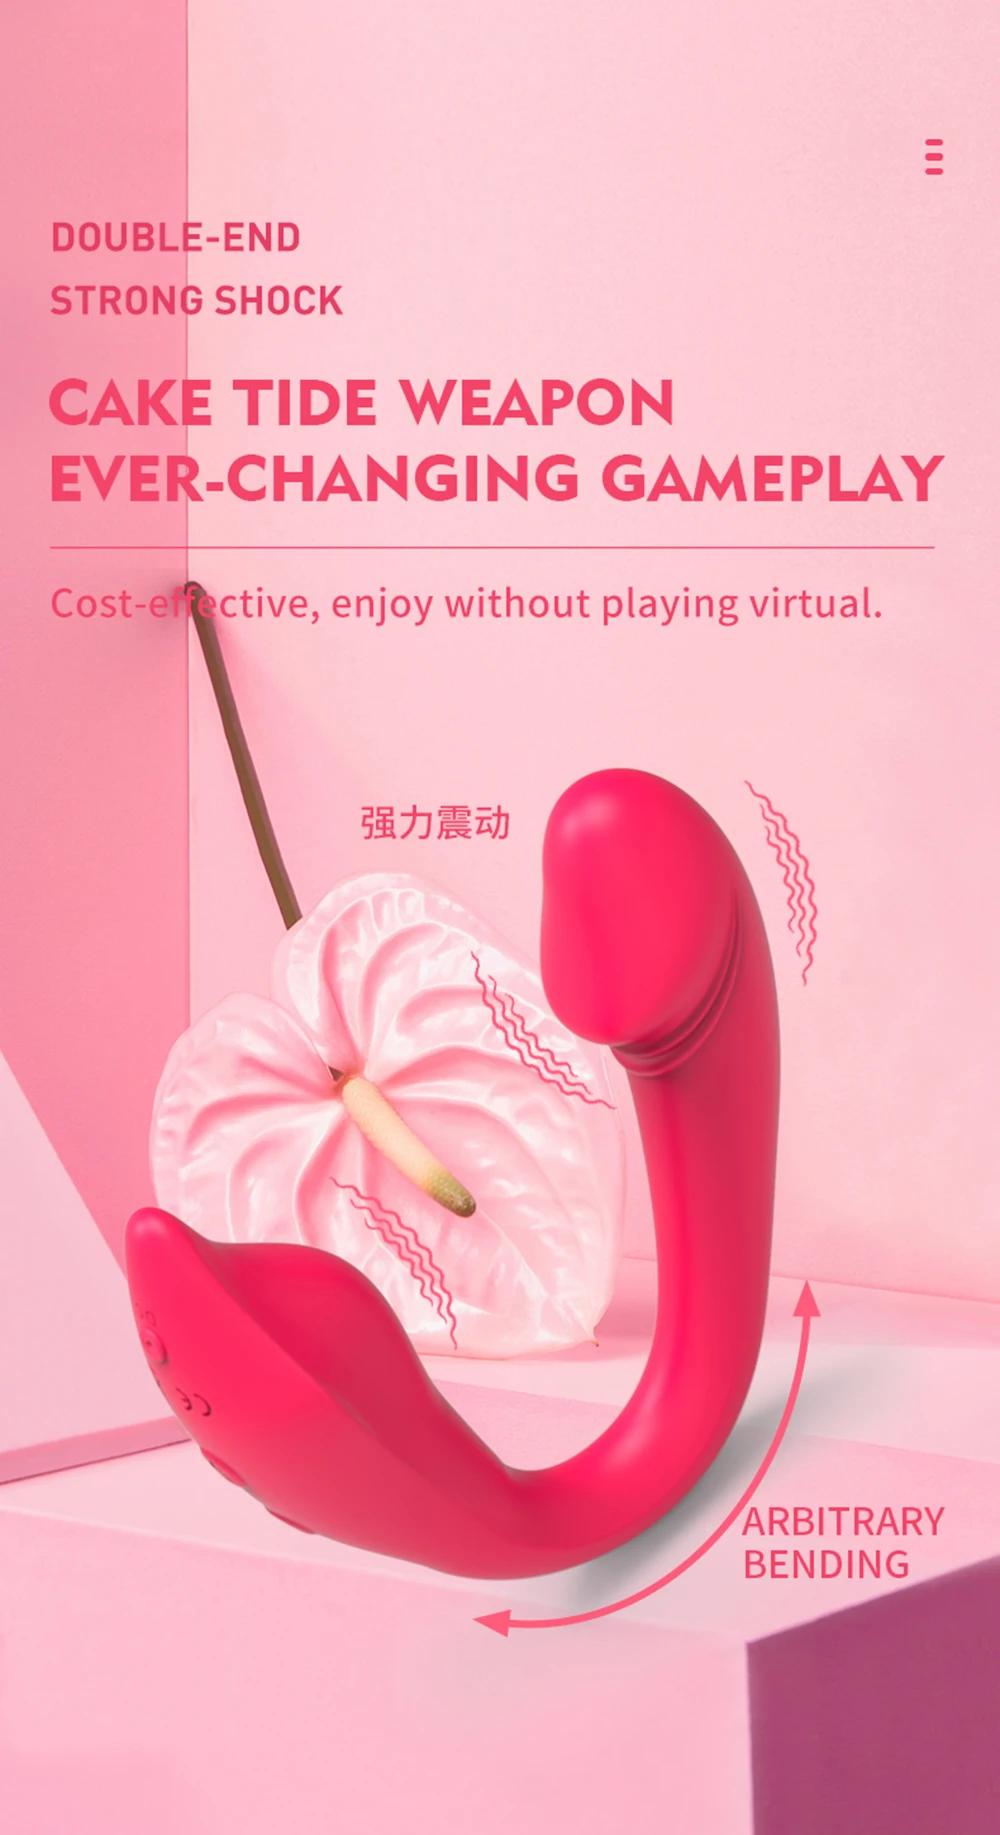 DOUBLE-END
STRONG SHOCK
CAKE TIDE WEAPON
EVER-CHANGING GAMEPLAY
Cost-effective, enjoy without playing virtual.
强力震动
CE
ARBITRARY
BENDING